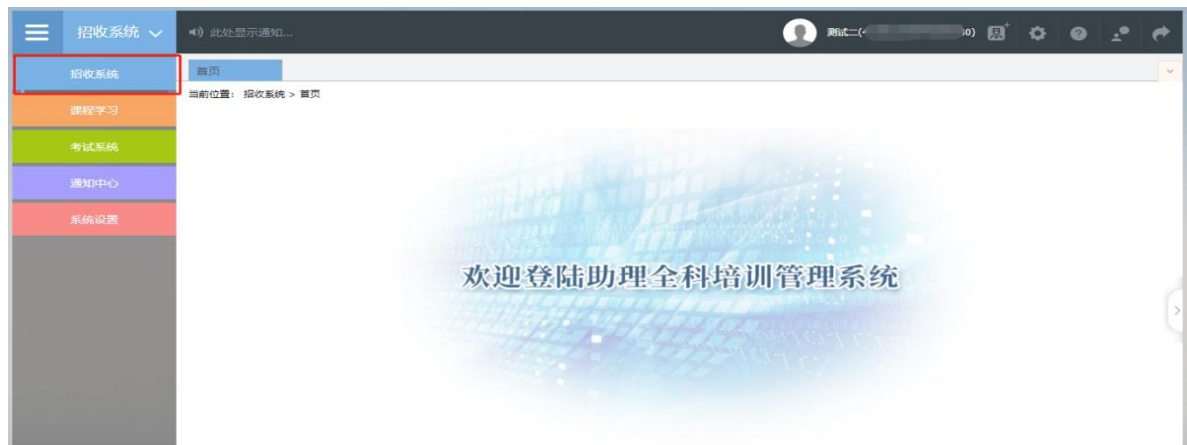 招收系统
此处显示通知...
测试二(4 30)
招收系统
首页
当前位置： 招收系统 > 首页
课程学习
考试系统
通知中心
系统设置
欢迎登陆助理全科培训管理系统